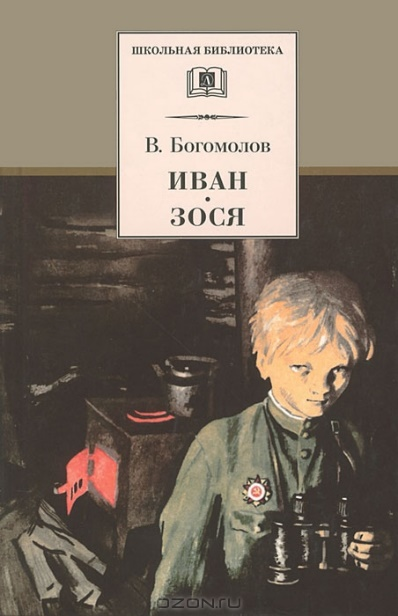 ШКОЛЬНАЯ БИБЛИОТЕКА
В. Богомолов
ИВАН
•
ЗОСЯ
ozon.ru